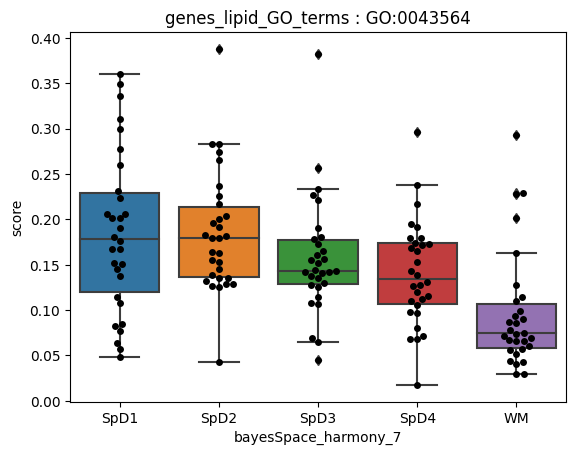 genes_lipid_GO_terms : GO:0043564
0.40
0.35
0.30
0.25
0.20
0.15
0.10
0.05
0.00
score
SpD1 SpD2 SpD3 SpD4 WM
bayesSpace_harmony_7